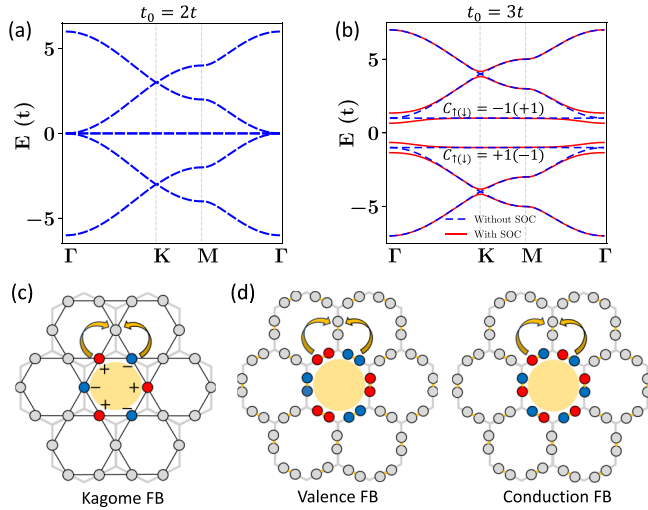 (a)
t₀ = 2t
E (t)
5
0
−5
Γ K M Γ
(b)
t₀ = 3t
E (t)
5
0
−5
C↑(↓) = −1(+1)
C↑(↓) = +1(−1)
Without SOC
With SOC
Γ K M Γ
(c)
+ −
− +
+ −
Kagome FB
(d)
Valence FB
Conduction FB